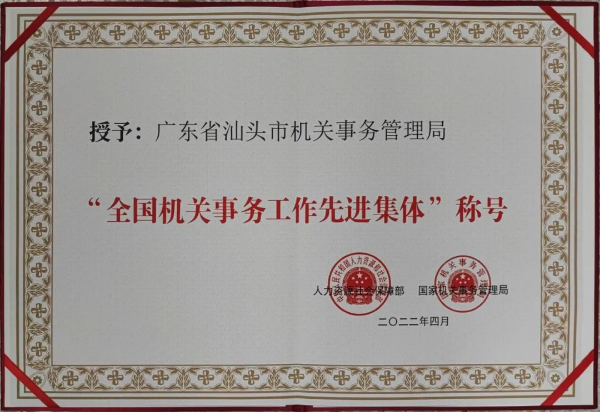 授予：广东省汕头市机关事务管理局
“全国机关事务工作先进集体”称号
人力资源社会保障部 国家机关事务管理局
二〇二二年四月